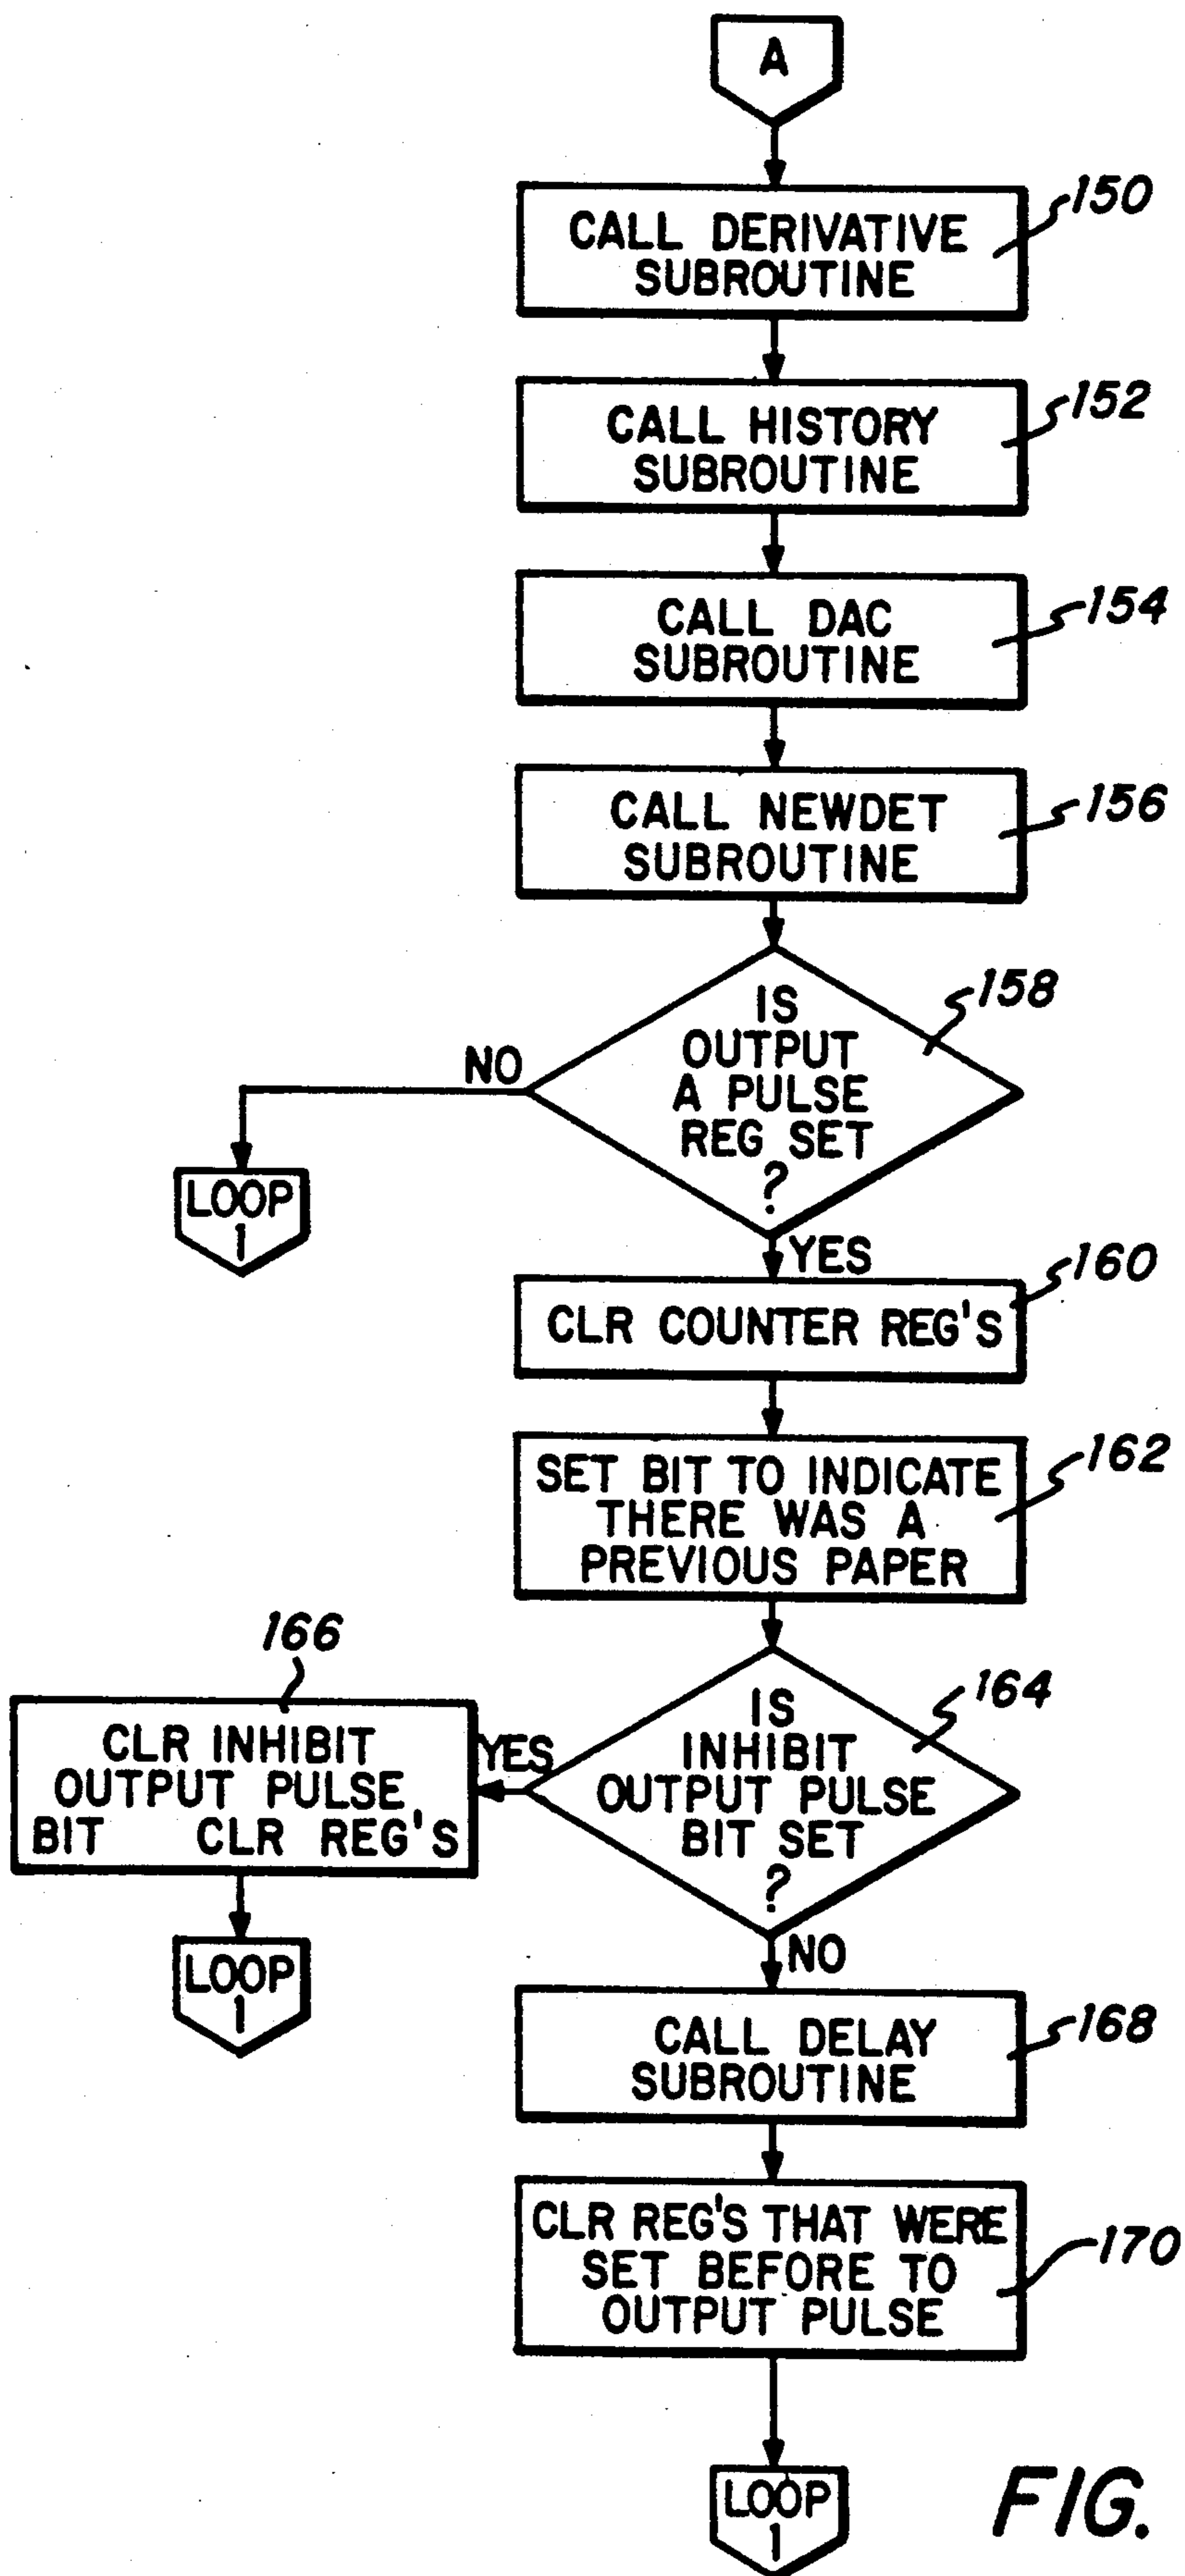 A
150
CALL DERIVATIVE
SUBROUTINE
152
CALL HISTORY
SUBROUTINE
154
CALL DAC
SUBROUTINE
156
CALL NEWDET
SUBROUTINE
158
IS
OUTPUT
A PULSE
REG SET
?
NO
LOOP
1
YES
160
CLR COUNTER REG'S
162
SET BIT TO INDICATE
THERE WAS A
PREVIOUS PAPER
164
IS
INHIBIT
OUTPUT PULSE
BIT SET
?
YES
166
CLR INHIBIT
OUTPUT PULSE
BIT CLR REG'S
LOOP
1
NO
168
CALL DELAY
SUBROUTINE
170
CLR REG'S THAT WERE
SET BEFORE TO
OUTPUT PULSE
LOOP
1
FIG.